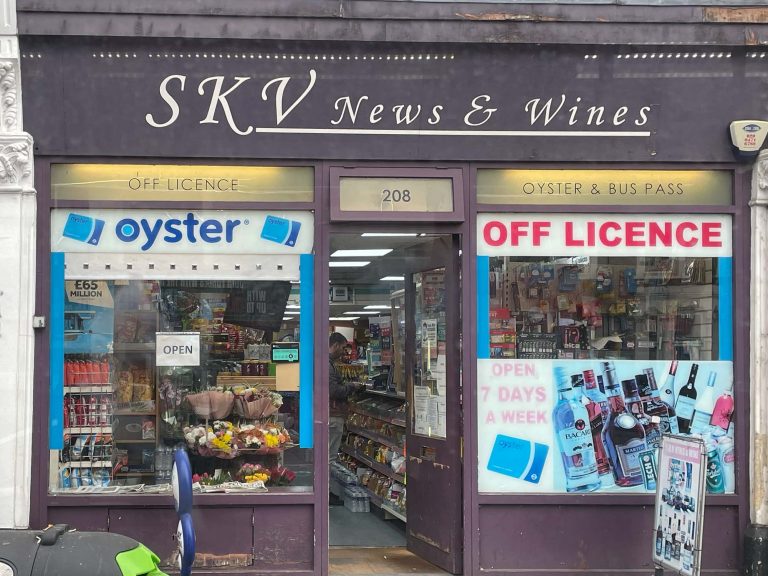 SKV News & Wines
OFF LICENCE
208
OYSTER & BUS PASS
oyster
OFF LICENCE
£65
MILLION
OPEN
OPEN
7 DAYS
A WEEK
oyster
BACARDI